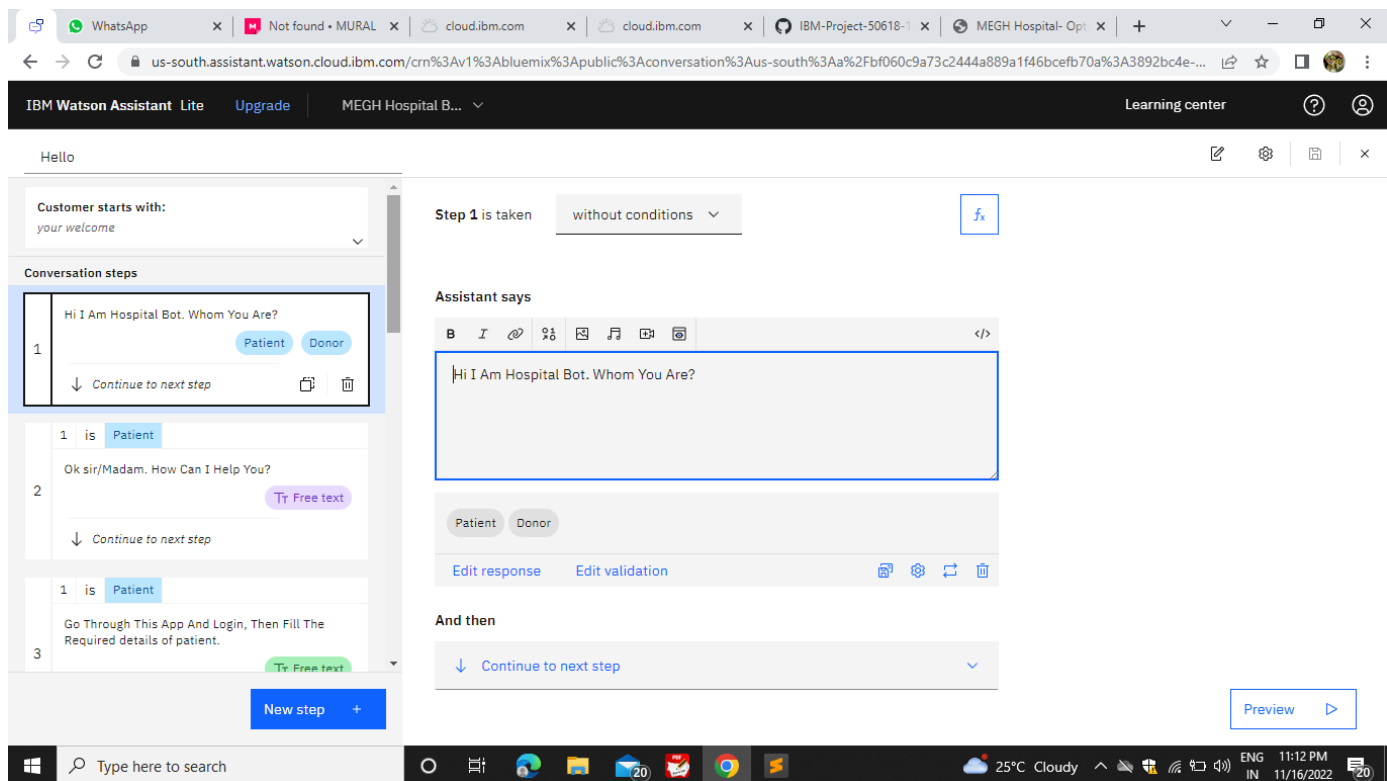 WhatsApp
Not found • MURAL
cloud.ibm.com
cloud.ibm.com
IBM-Project-50618-1
MEGH Hospital- Opt
us-south.assistant.watson.cloud.ibm.com/crn%3Av1%3Abluemix%3Apublic%3Aconversation%3Aus-south%3Aa%2Fbf060c9a73c2444a889a1f46bcefb70a%3A3892bc4e-...
IBM Watson Assistant Lite Upgrade MEGH Hospital B... Learning center
Hello
Customer starts with:
your welcome
Conversation steps
1
Hi I Am Hospital Bot. Whom You Are?
Patient Donor
Continue to next step
1 is Patient
2
Ok sir/Madam. How Can I Help You?
Tт Free text
Continue to next step
1 is Patient
3
Go Through This App And Login, Then Fill The
Required details of patient.
Tт Free text
New step +
Step 1 is taken without conditions fx
Assistant says
B I </>
Hi I Am Hospital Bot. Whom You Are?
Patient Donor
Edit response Edit validation
And then
Continue to next step
Preview
Type here to search
20
25°C Cloudy
ENG
IN
11:12 PM
11/16/2022
20